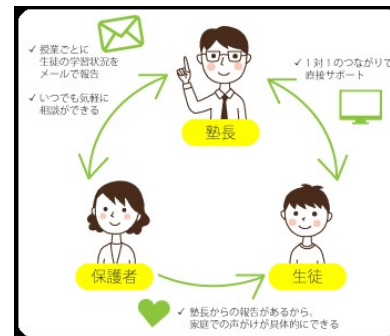 ✓ 授業ごとに
生徒の学習状況を
メールで報告
✓ いつでも気軽に
相談ができる
✓ 1対1のつながりで
直接サポート
塾長
保護者
生徒
✓ 塾長からの報告があるから、
家庭での声がけが具体的にできる